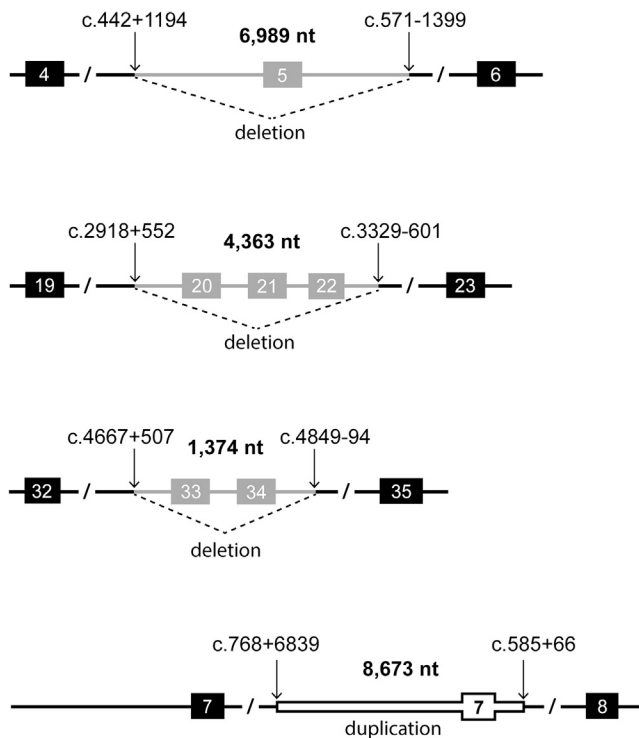 c.442+1194 6,989 nt c.571-1399
4 / 5 / 6
deletion
c.2918+552 4,363 nt c.3329-601
19 / 20 21 22 / 23
deletion
c.4667+507 1,374 nt c.4849-94
32 / 33 34 / 35
deletion
c.768+6839 8,673 nt c.585+66
7 / 7 / 8
duplication